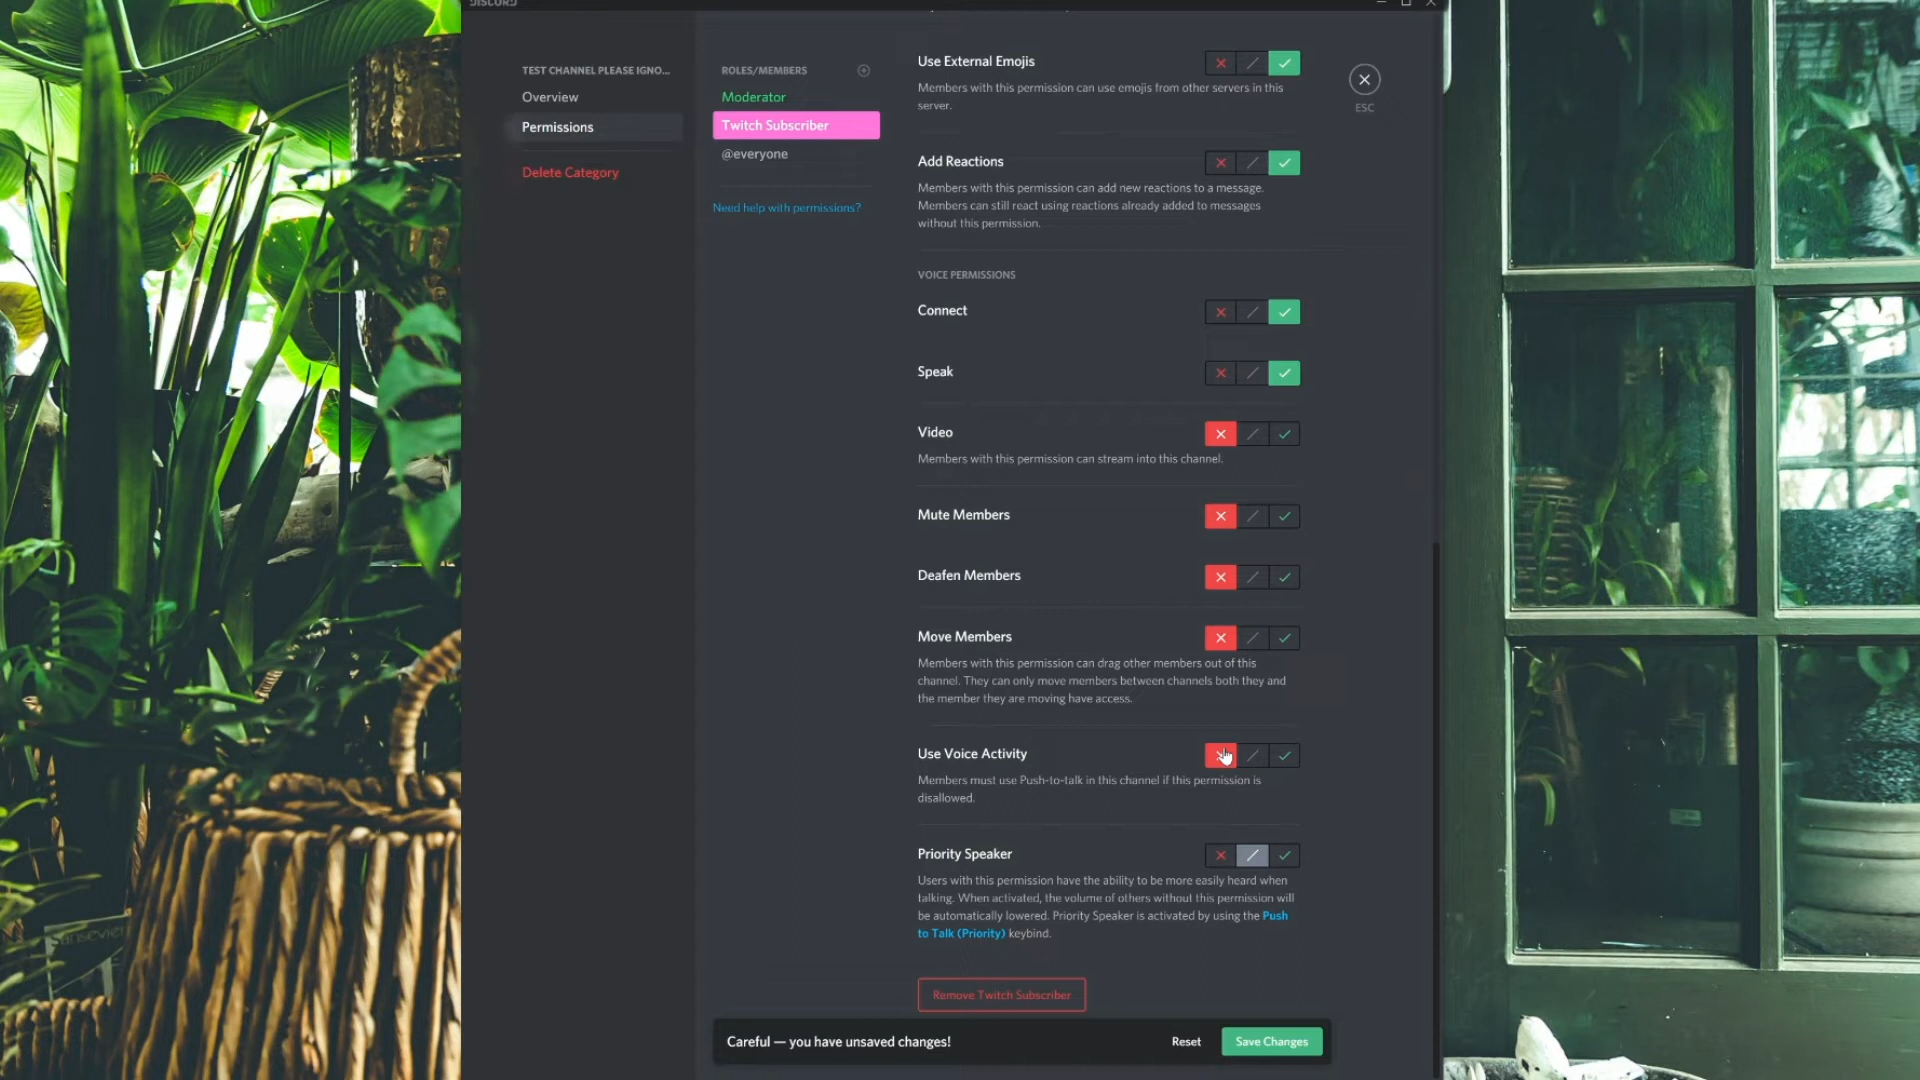 DISCORD
TEST CHANNEL PLEASE IGNO...
Overview
Permissions
Delete Category
ROLES/MEMBERS
Moderator
Twitch Subscriber
@everyone
Need help with permissions?
Use External Emojis
Members with this permission can use emojis from other servers in this
server.
Add Reactions
Members with this permission can add new reactions to a message.
Members can still react using reactions already added to messages
without this permission.
VOICE PERMISSIONS
Connect
Speak
Video
Members with this permission can stream into this channel.
Mute Members
Deafen Members
Move Members
Members with this permission can drag other members out of this
channel. They can only move members between channels both they and
the member they are moving have access.
Use Voice Activity
Members must use Push-to-talk in this channel if this permission is
disallowed.
Priority Speaker
Users with this permission have the ability to be more easily heard when
talking. When activated, the volume of others without this permission will
be automatically lowered. Priority Speaker is activated by using the Push
to Talk (Priority) keybind.
Remove Twitch Subscriber
Careful — you have unsaved changes!
Reset
Save Changes
ESC